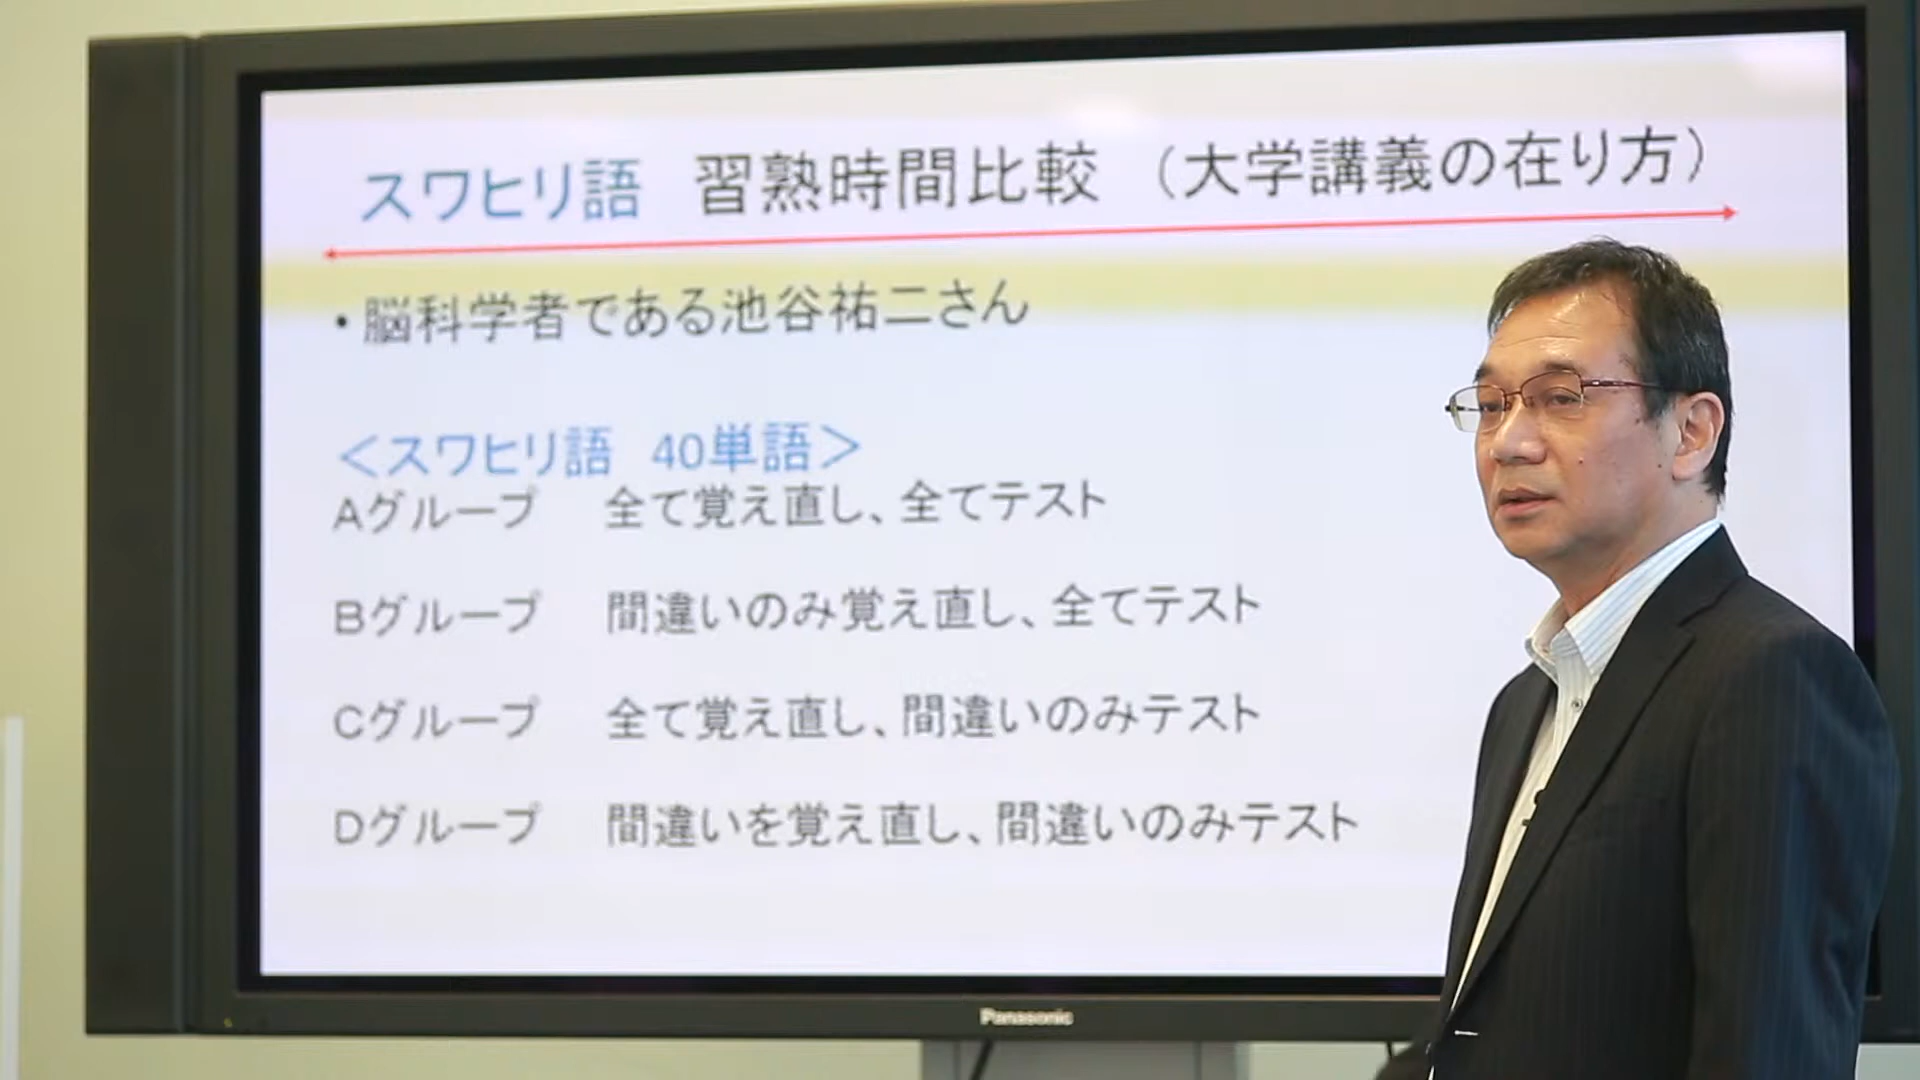 スワヒリ語　習熟時間比較　（大学講義の在り方）
・脳科学者である池谷祐二さん
＜スワヒリ語　40単語＞
Aグループ　全て覚え直し、全てテスト
Bグループ　間違いのみ覚え直し、全てテスト
Cグループ　全て覚え直し、間違いのみテスト
Dグループ　間違いを覚え直し、間違いのみテスト
Panasonic